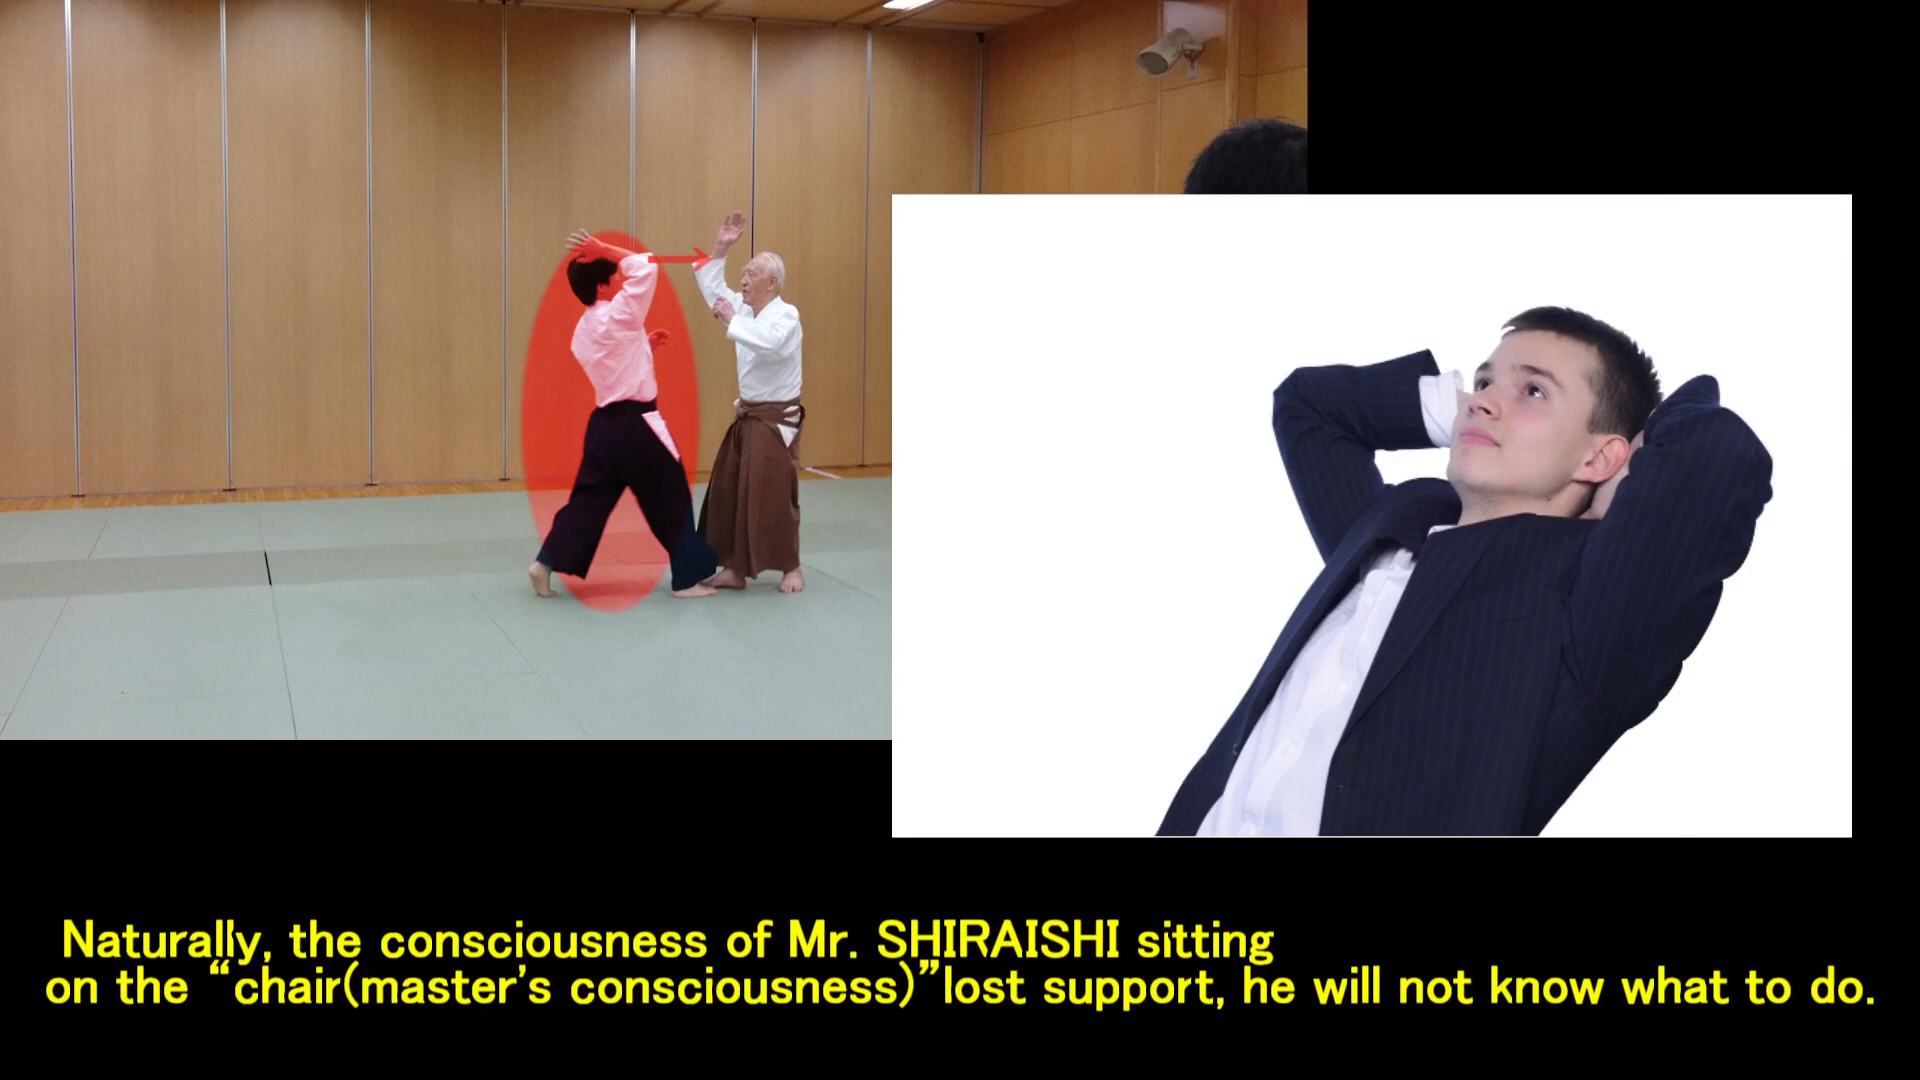 Naturally, the consciousness of Mr. SHIRAISHI sitting
on the “chair(master’s consciousness)”lost support, he will not know what to do.